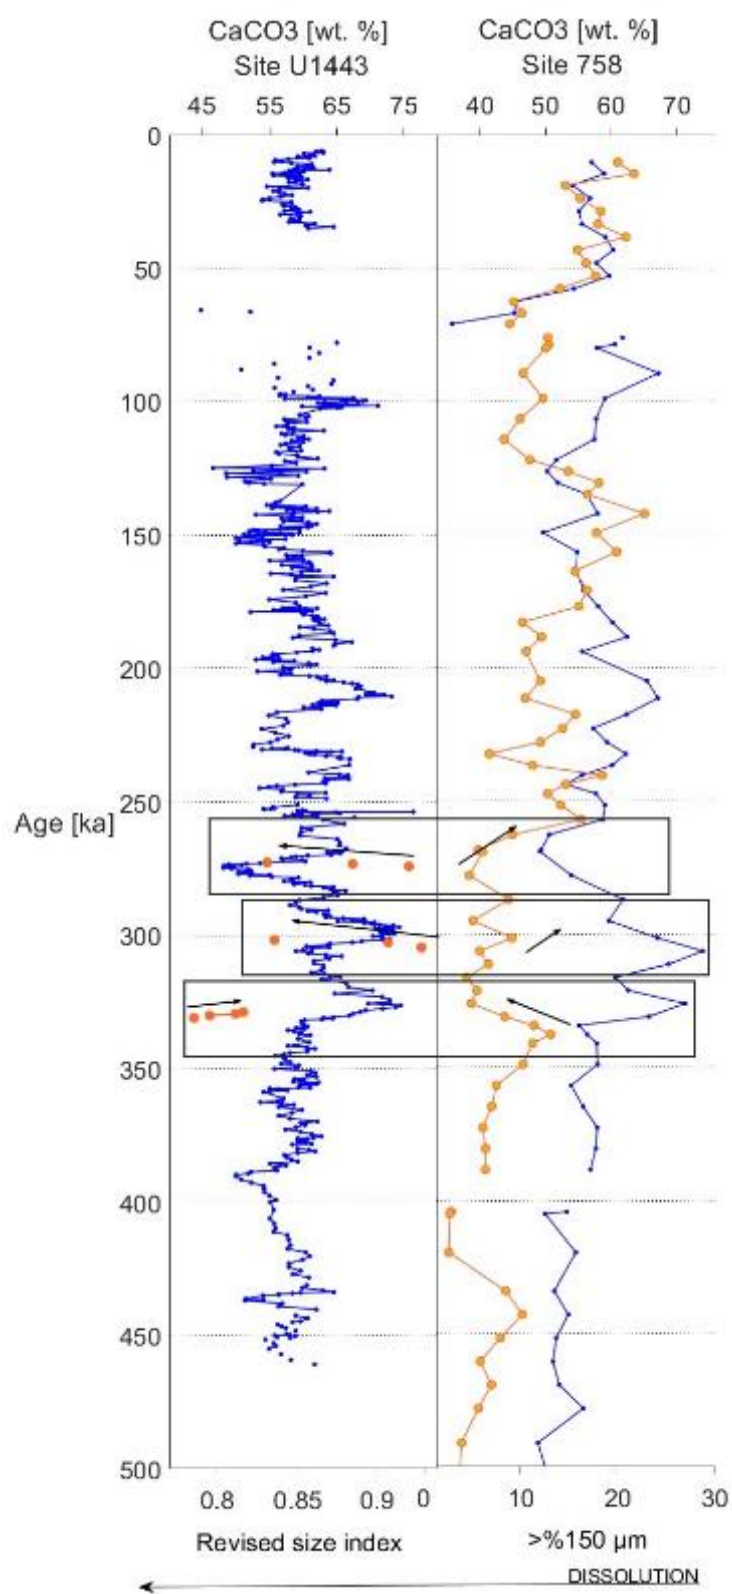 CaCO3 [wt. %] CaCO3 [wt. %]
Site U1443 Site 758
45 55 65 75 40 50 60 70
0
50
100
150
200
250
Age [ka]
300
350
400
450
500
0.8 0.85 0.9 0 10 20 30
Revised size index >%150 µm
DISSOLUTION